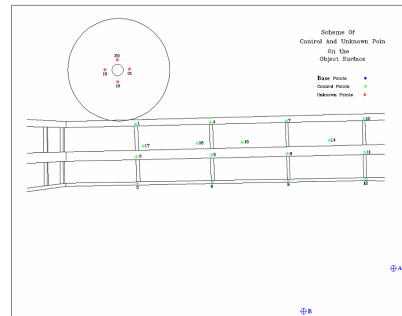 Scheme Of
Control And Unknown Poin
On the
Object Surface
Base Points
Control Points
Unknown Points
20
19
21
18
1
4
7
10
17
16
15
14
2
5
8
11
3
6
9
12
A
B